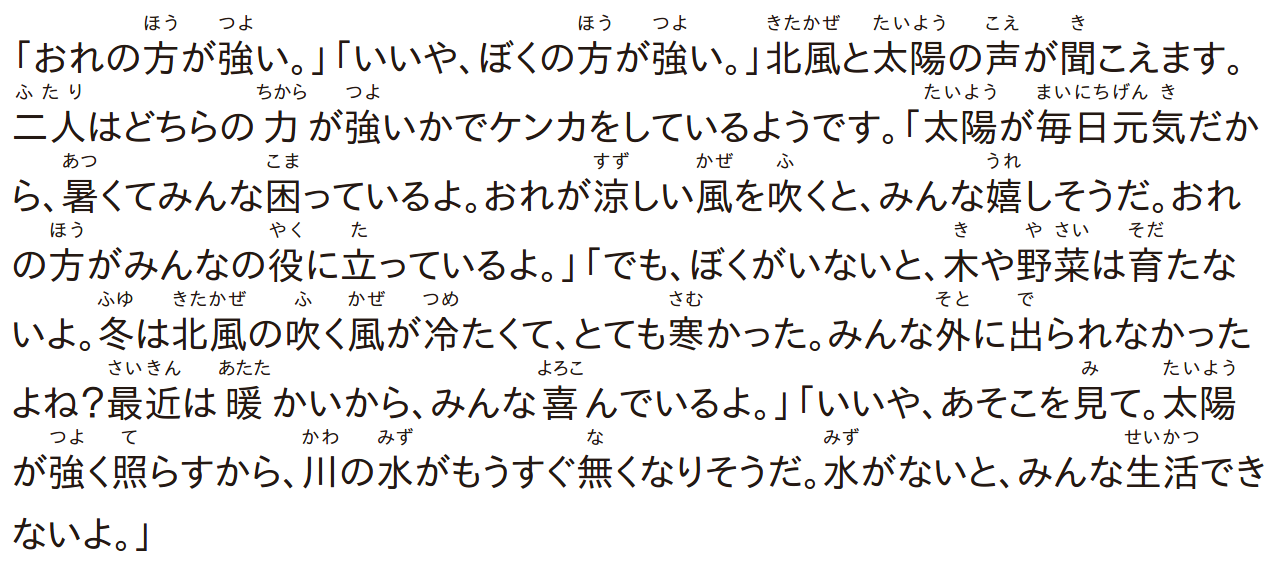 「おれの方が強い。」「いいや、ぼくの方が強い。」北風と太陽の声が聞こえます。
二人はどちらの力が強いかでケンカをしているようです。「太陽が毎日元気だか
ら、暑くてみんな困っているよ。おれが涼しい風を吹くと、みんな嬉しそうだ。おれ
の方がみんなの役に立っているよ。」「でも、ぼくがいないと、木や野菜は育たな
いよ。冬は北風の吹く風が冷たくて、とても寒かった。みんな外に出られなかった
よね?最近は暖かいから、みんな喜んでいるよ。」「いいや、あそこを見て。太陽
が強く照らすから、川の水がもうすぐ無くなりそうだ。水がないと、みんな生活でき
ないよ。」